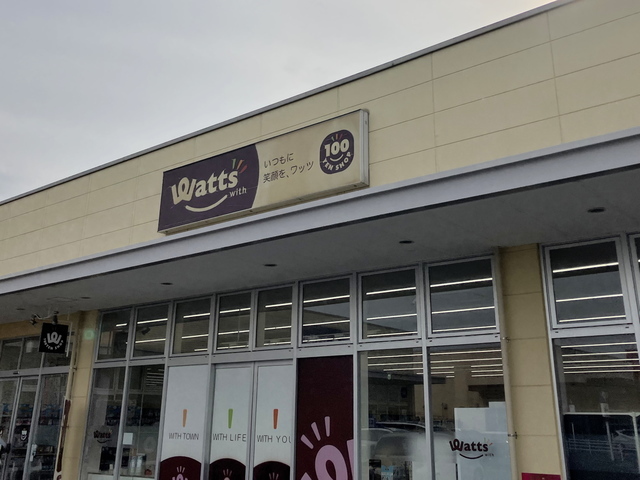 Watts
with
いつもに
笑顔を、ワッツ
100
YEN SHOP
WITH TOWN
WITH LIFE
WITH YOU
Watts
with